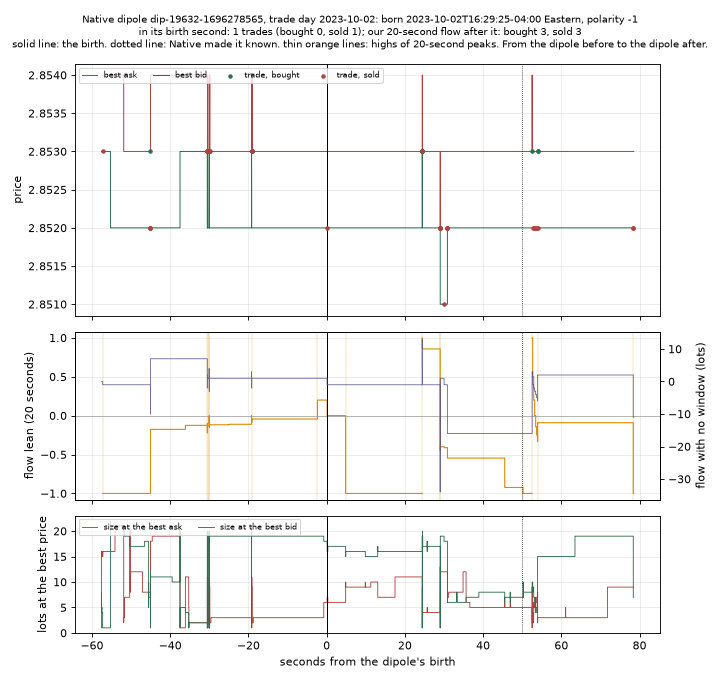 Native dipole dip-19632-1696278565, trade day 2023-10-02: born 2023-10-02T16:29:25-04:00 Eastern, polarity -1
in its birth second: 1 trades (bought 0, sold 1); our 20-second flow after it: bought 3, sold 3
solid line: the birth. dotted line: Native made it known. thin orange lines: highs of 20-second peaks. From the dipole before to the dipole after.
best ask best bid trade, bought trade, sold
2.8540
2.8535
2.8530
2.8525
2.8520
2.8515
2.8510
price
1.0
0.5
0.0
−0.5
−1.0
flow lean (20 seconds)
10
0
−10
−20
−30
flow with no window (lots)
size at the best ask size at the best bid
20
15
10
5
0
lots at the best price
−60 −40 −20 0 20 40 60 80
seconds from the dipole's birth